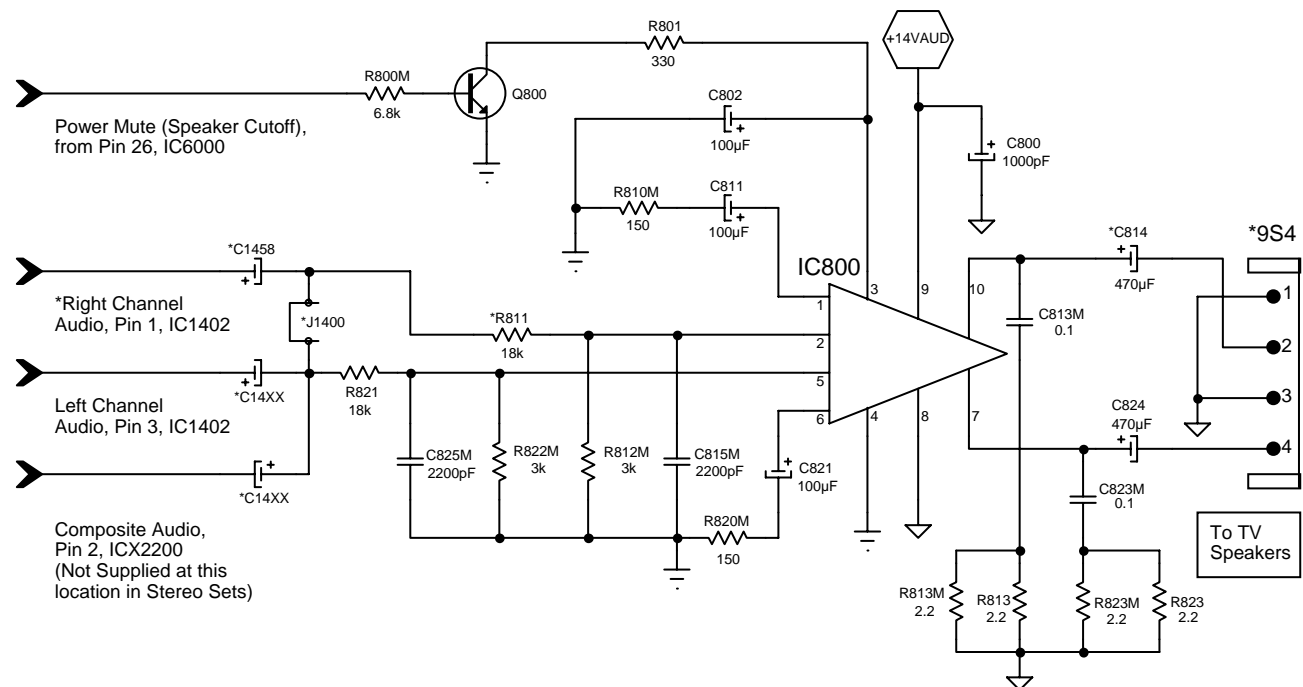 R801
330
+14VAUD
R800M
6.8k
Q800
C802
100µF
+
C800
1000pF
+
Power Mute (Speaker Cutoff),
from Pin 26, IC6000
R810M
150
C811
100µF
+
*C1458
+
*C814
470µF
+
*9S4
IC800
3
9
10
1
1
*Right Channel
Audio, Pin 1, IC1402
*J1400
*R811
18k
C813M
0.1
2
2
5
R821
18k
+
*C14XX
Left Channel
Audio, Pin 3, IC1402
3
6
4
8
7
C824
470µF
+
4
C825M
2200pF
R822M
3k
R812M
3k
C815M
2200pF
+
C821
100µF
+
*C14XX
C823M
0.1
Composite Audio,
Pin 2, ICX2200
(Not Supplied at this
location in Stereo Sets)
R820M
150
To TV
Speakers
R813M
2.2
R813
2.2
R823M
2.2
R823
2.2